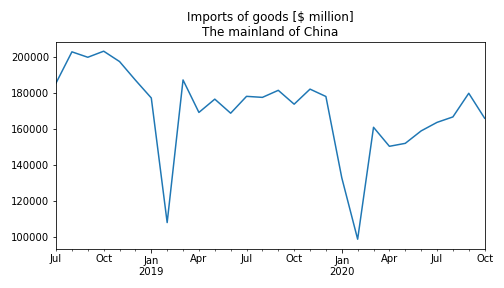 Imports of goods [$ million]
The mainland of China
200000
180000
160000
140000
120000
100000
Jul Oct Jan Apr Jul Oct Jan Apr Jul Oct
2019 2020